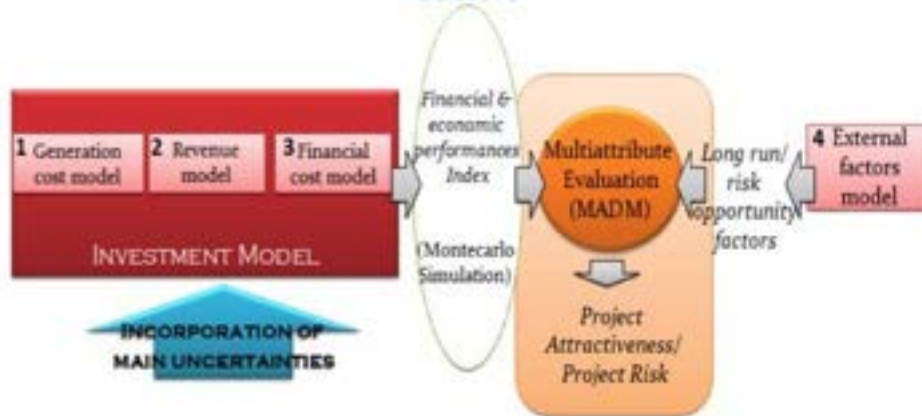 1 Generation
cost model
2 Revenue
model
3 Financial
cost model
INVESTMENT MODEL
INCORPORATION OF
MAIN UNCERTAINTIES
Financial &
economic
performances
Index
(Montecarlo
Simulation)
Multiattribute
Evaluation
(MADM)
Project
Attractiveness/
Project Risk
Long run/
risk
opportunity
factors
4 External
factors
model